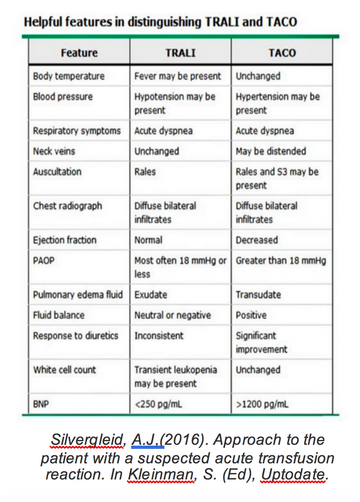 Helpful features in distinguishing TRALI and TACO
Feature TRALI TACO
Body temperature Fever may be present Unchanged
Blood pressure Hypotension may be Hypertension may be
present present
Respiratory symptoms Acute dyspnea Acute dyspnea
Neck veins Unchanged May be distended
Auscultation Rales Rales and S3 may be
present
Chest radiograph Diffuse bilateral Diffuse bilateral
infiltrates infiltrates
Ejection fraction Normal Decreased
PAOP Most often 18 mmHg or Greater than 18 mmHg
less
Pulmonary edema fluid Exudate Transudate
Fluid balance Neutral or negative Positive
Response to diuretics Inconsistent Significant
improvement
White cell count Transient leukopenia Unchanged
may be present
BNP <250 pg/mL >1200 pg/mL
Silvergleid, A.J,(2016). Approach to the
patient with a suspected acute transfusion
reaction. In Kleinman, S. (Ed), Uptodate.